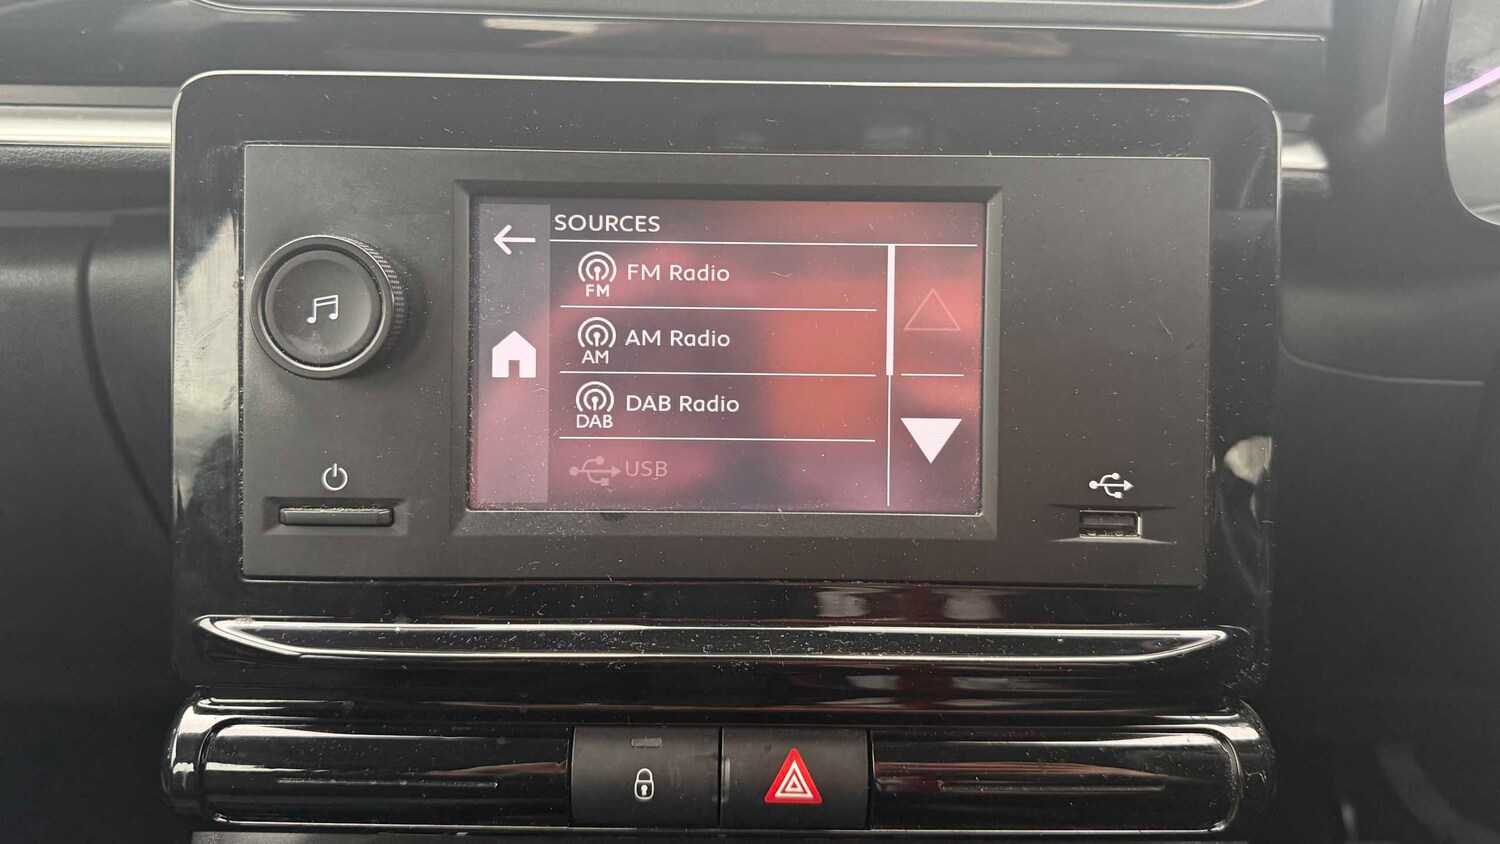 SOURCES
FM FM Radio
AM AM Radio
DAB DAB Radio
USB